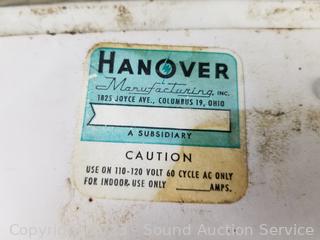 HANOVER
Manufacturing, INC.
1825 JOYCE AVE., COLUMBUS 19, OHIO
A SUBSIDIARY
CAUTION
USE ON 110-120 VOLT 60 CYCLE AC ONLY
FOR INDOOR USE ONLY ______AMPS.
Sound Auction Service